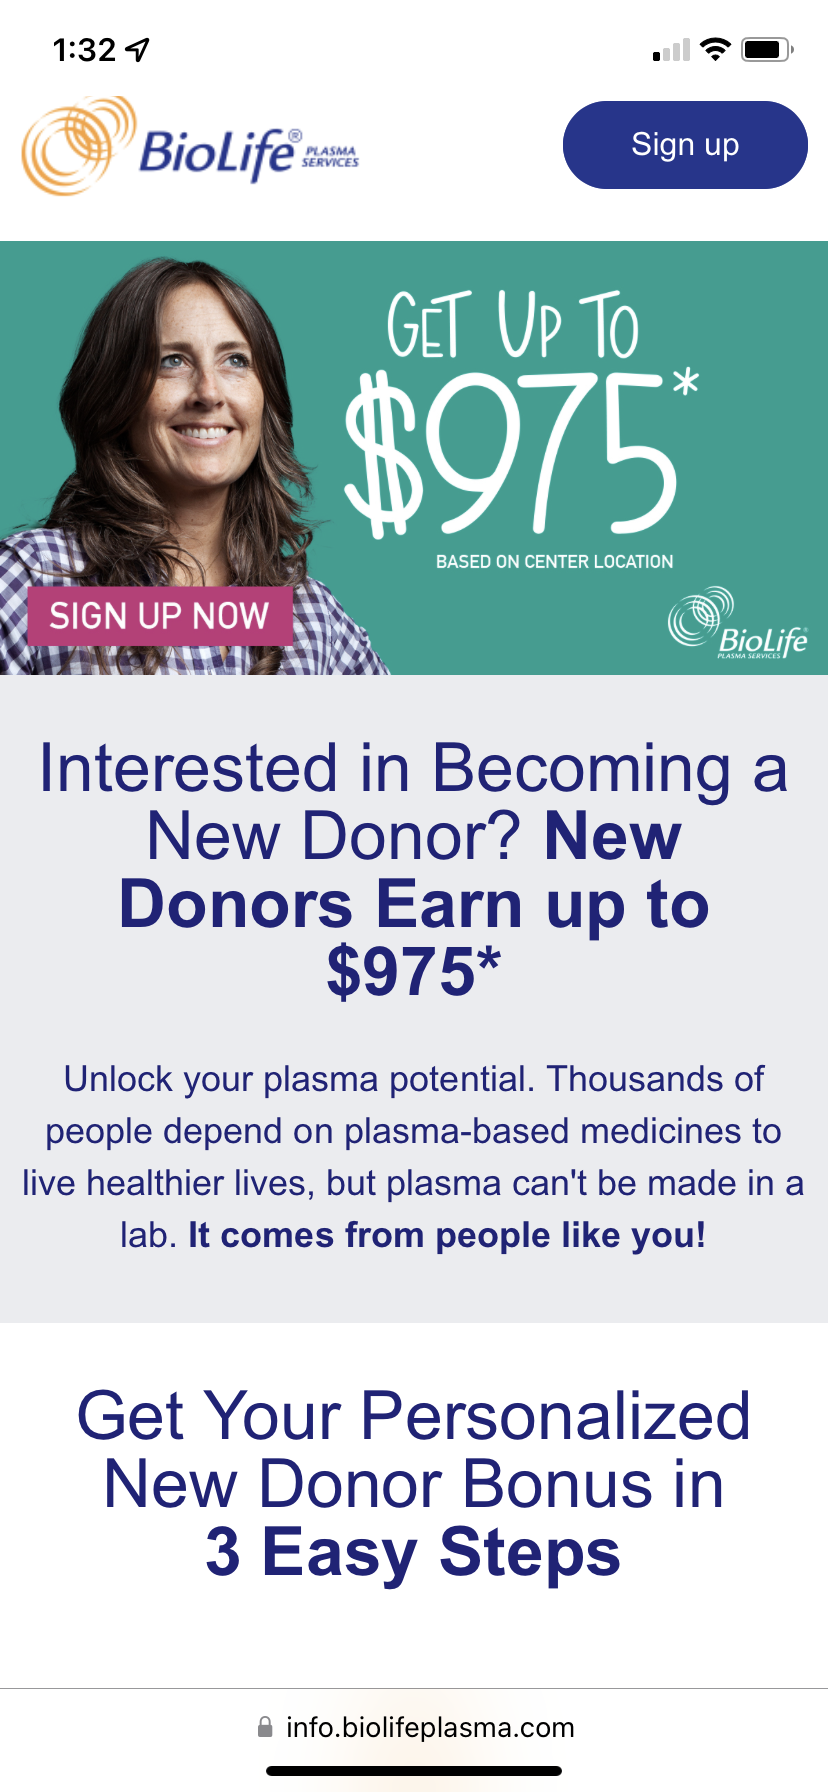 1:32
BioLife® PLASMA
SERVICES
Sign up
GET UP TO
$975*
BASED ON CENTER LOCATION
SIGN UP NOW
BioLife
PLASMA SERVICES
Interested in Becoming a
New Donor? New
Donors Earn up to
$975*
Unlock your plasma potential. Thousands of
people depend on plasma-based medicines to
live healthier lives, but plasma can't be made in a
lab. It comes from people like you!
Get Your Personalized
New Donor Bonus in
3 Easy Steps
info.biolifeplasma.com